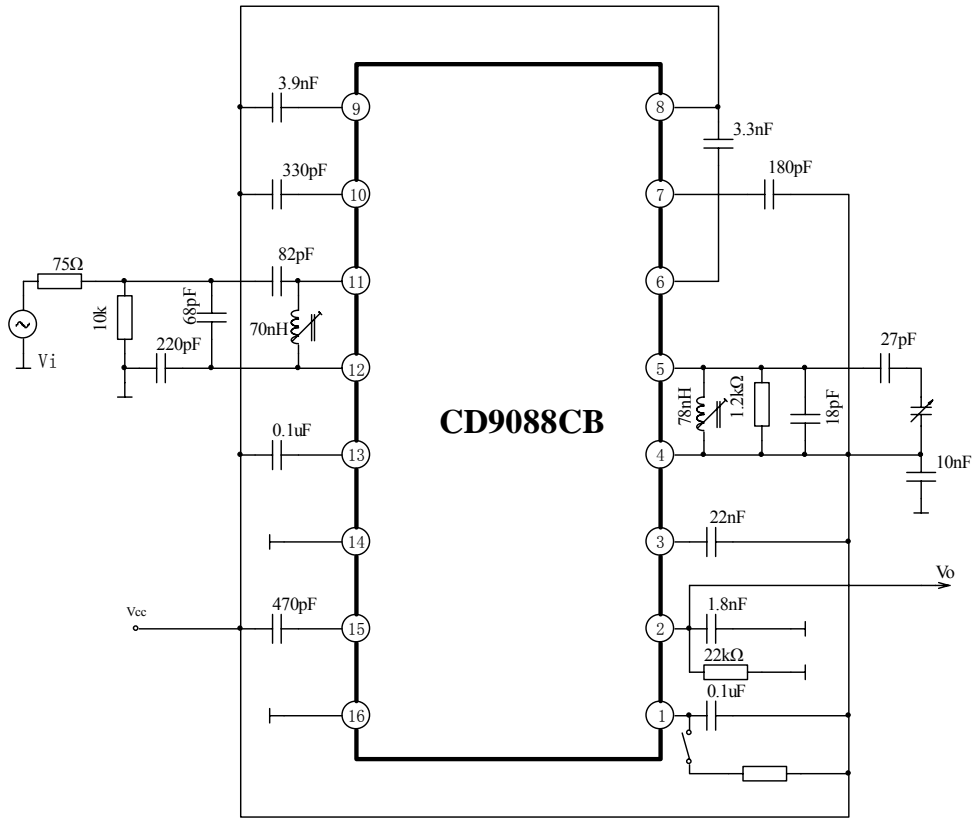 3.9nF
9
8
3.3nF
330pF
10
7
180pF
82pF
11
6
75Ω
10k
68pF
70nH
Vi
220pF
12
5
27pF
78nH
1.2kΩ
18pF
CD9088CB
0.1uF
13
4
10nF
14
3
22nF
Vo
Vcc
470pF
15
2
1.8nF
22kΩ
16
1
0.1uF